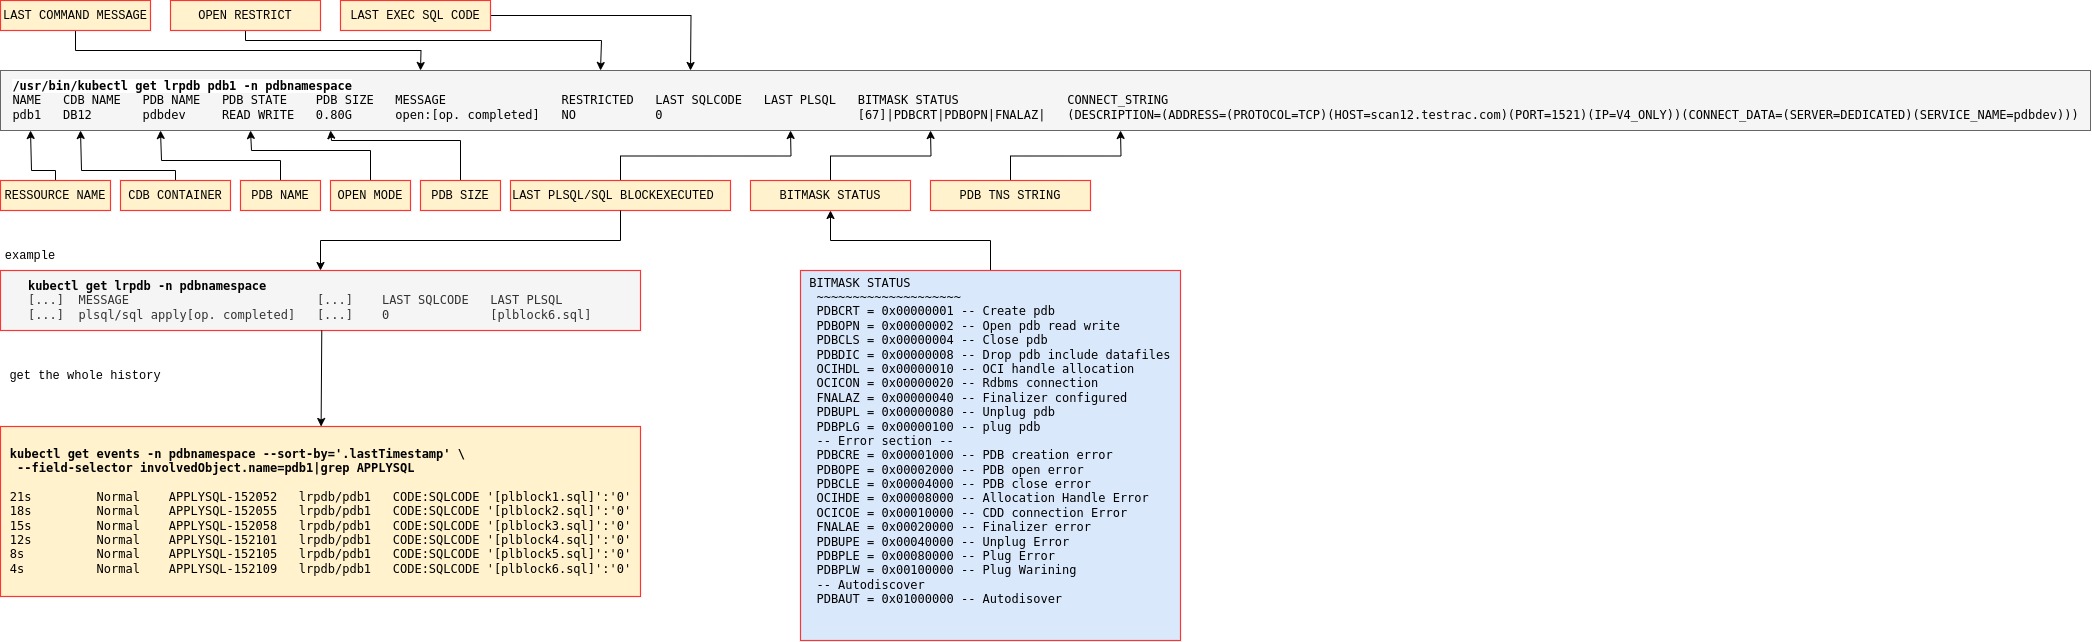 LAST COMMAND MESSAGE
OPEN RESTRICT
LAST EXEC SQL CODE
/usr/bin/kubectl get lrpdb pdb1 -n pdbnamespace
NAME   CDB NAME   PDB NAME   PDB STATE    PDB SIZE   MESSAGE                RESTRICTED   LAST SQLCODE   LAST PLSQL   BITMASK STATUS               CONNECT_STRING
pdb1   DB12       pdbdev     READ WRITE   0.80G      open:[op. completed]   NO           0                           [67]|PDBCRT|PDBOPN|FNALAZ|   (DESCRIPTION=(ADDRESS=(PROTOCOL=TCP)(HOST=scan12.testrac.com)(PORT=1521)(IP=V4_ONLY))(CONNECT_DATA=(SERVER=DEDICATED)(SERVICE_NAME=pdbdev)))
RESSOURCE NAME
CDB CONTAINER
PDB NAME
OPEN MODE
PDB SIZE
LAST PLSQL/SQL BLOCKEXECUTED
BITMASK STATUS
PDB TNS STRING
example
kubectl get lrpdb -n pdbnamespace
[...]  MESSAGE                      [...]    LAST SQLCODE   LAST PLSQL
[...]  plsql/sql apply[op. completed]   [...]    0              [plblock6.sql]
get the whole history
kubectl get events -n pdbnamespace --sort-by='.lastTimestamp' \
--field-selector involvedObject.name=pdb1|grep APPLYSQL
21s         Normal    APPLYSQL-152052   lrpdb/pdb1   CODE:SQLCODE '[plblock1.sql]':'0'
18s         Normal    APPLYSQL-152055   lrpdb/pdb1   CODE:SQLCODE '[plblock2.sql]':'0'
15s         Normal    APPLYSQL-152058   lrpdb/pdb1   CODE:SQLCODE '[plblock3.sql]':'0'
12s         Normal    APPLYSQL-152101   lrpdb/pdb1   CODE:SQLCODE '[plblock4.sql]':'0'
8s          Normal    APPLYSQL-152105   lrpdb/pdb1   CODE:SQLCODE '[plblock5.sql]':'0'
4s          Normal    APPLYSQL-152109   lrpdb/pdb1   CODE:SQLCODE '[plblock6.sql]':'0'
BITMASK STATUS
~~~~~~~~~~~~~~~~~~~~
PDBCRT = 0x00000001 -- Create pdb
PDBOPN = 0x00000002 -- Open pdb read write
PDBCLS = 0x00000004 -- Close pdb
PDBDIC = 0x00000008 -- Drop pdb include datafiles
OCIHDL = 0x00000010 -- OCI handle allocation
OCICON = 0x00000020 -- Rdbms connection
FNALAZ = 0x00000040 -- Finalizer configured
PDBUPL = 0x00000080 -- Unplug pdb
PDBPLG = 0x00000100 -- plug pdb
-- Error section --
PDBCRE = 0x00001000 -- PDB creation error
PDBOPE = 0x00002000 -- PDB open error
PDBCLE = 0x00004000 -- PDB close error
OCIHDE = 0x00008000 -- Allocation Handle Error
OCICOE = 0x00010000 -- CDD connection Error
FNALAE = 0x00020000 -- Finalizer error
PDBUPE = 0x00040000 -- Unplug Error
PDBPLE = 0x00080000 -- Plug Error
PDBPLW = 0x00100000 -- Plug Warining
-- Autodiscover
PDBAUT = 0x01000000 -- Autodisover